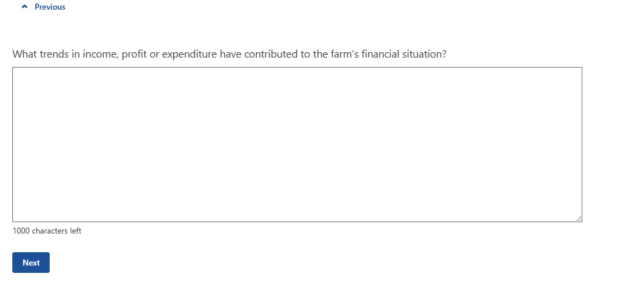 Previous
What trends in income, profit or expenditure have contributed to the farm's financial situation?
1000 characters left
Next